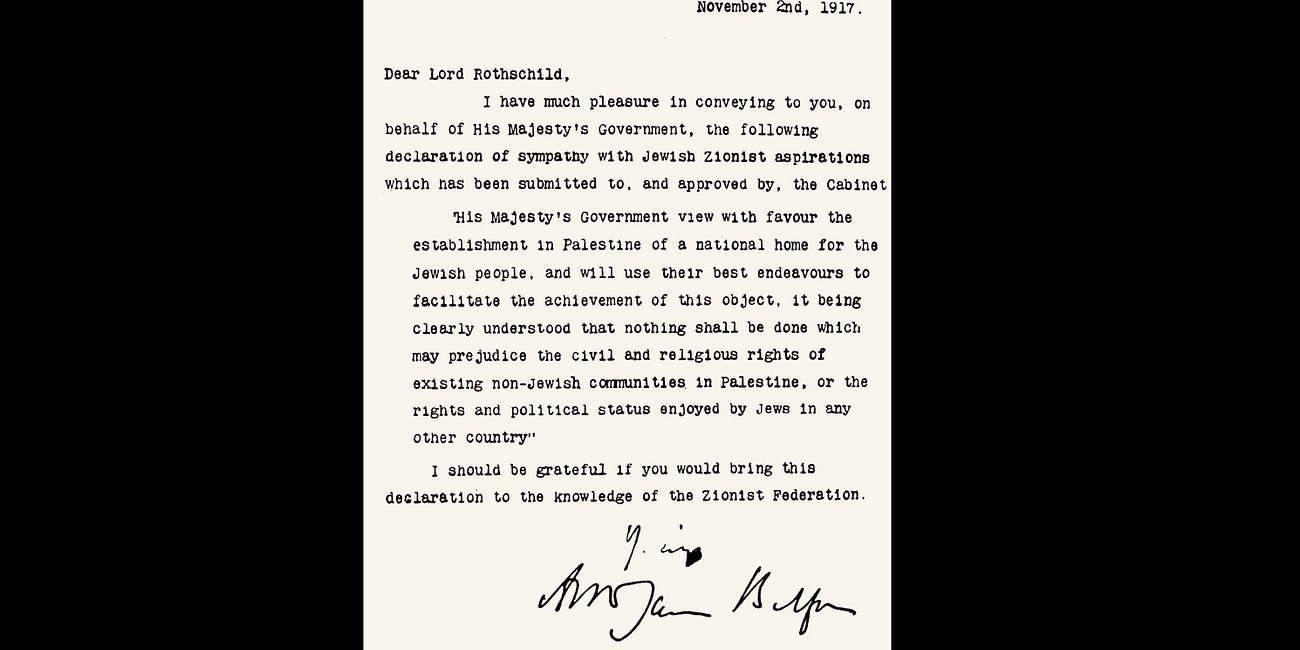 November 2nd, 1917.
Dear Lord Rothschild,
I have much pleasure in conveying to you, on
behalf of His Majesty's Government, the following
declaration of sympathy with Jewish Zionist aspirations
which has been submitted to, and approved by, the Cabinet
"His Majesty's Government view with favour the
establishment in Palestine of a national home for the
Jewish people, and will use their best endeavours to
facilitate the achievement of this object, it being
clearly understood that nothing shall be done which
may prejudice the civil and religious rights of
existing non-Jewish communities in Palestine, or the
rights and political status enjoyed by Jews in any
other country"
I should be grateful if you would bring this
declaration to the knowledge of the Zionist Federation.
Balfour